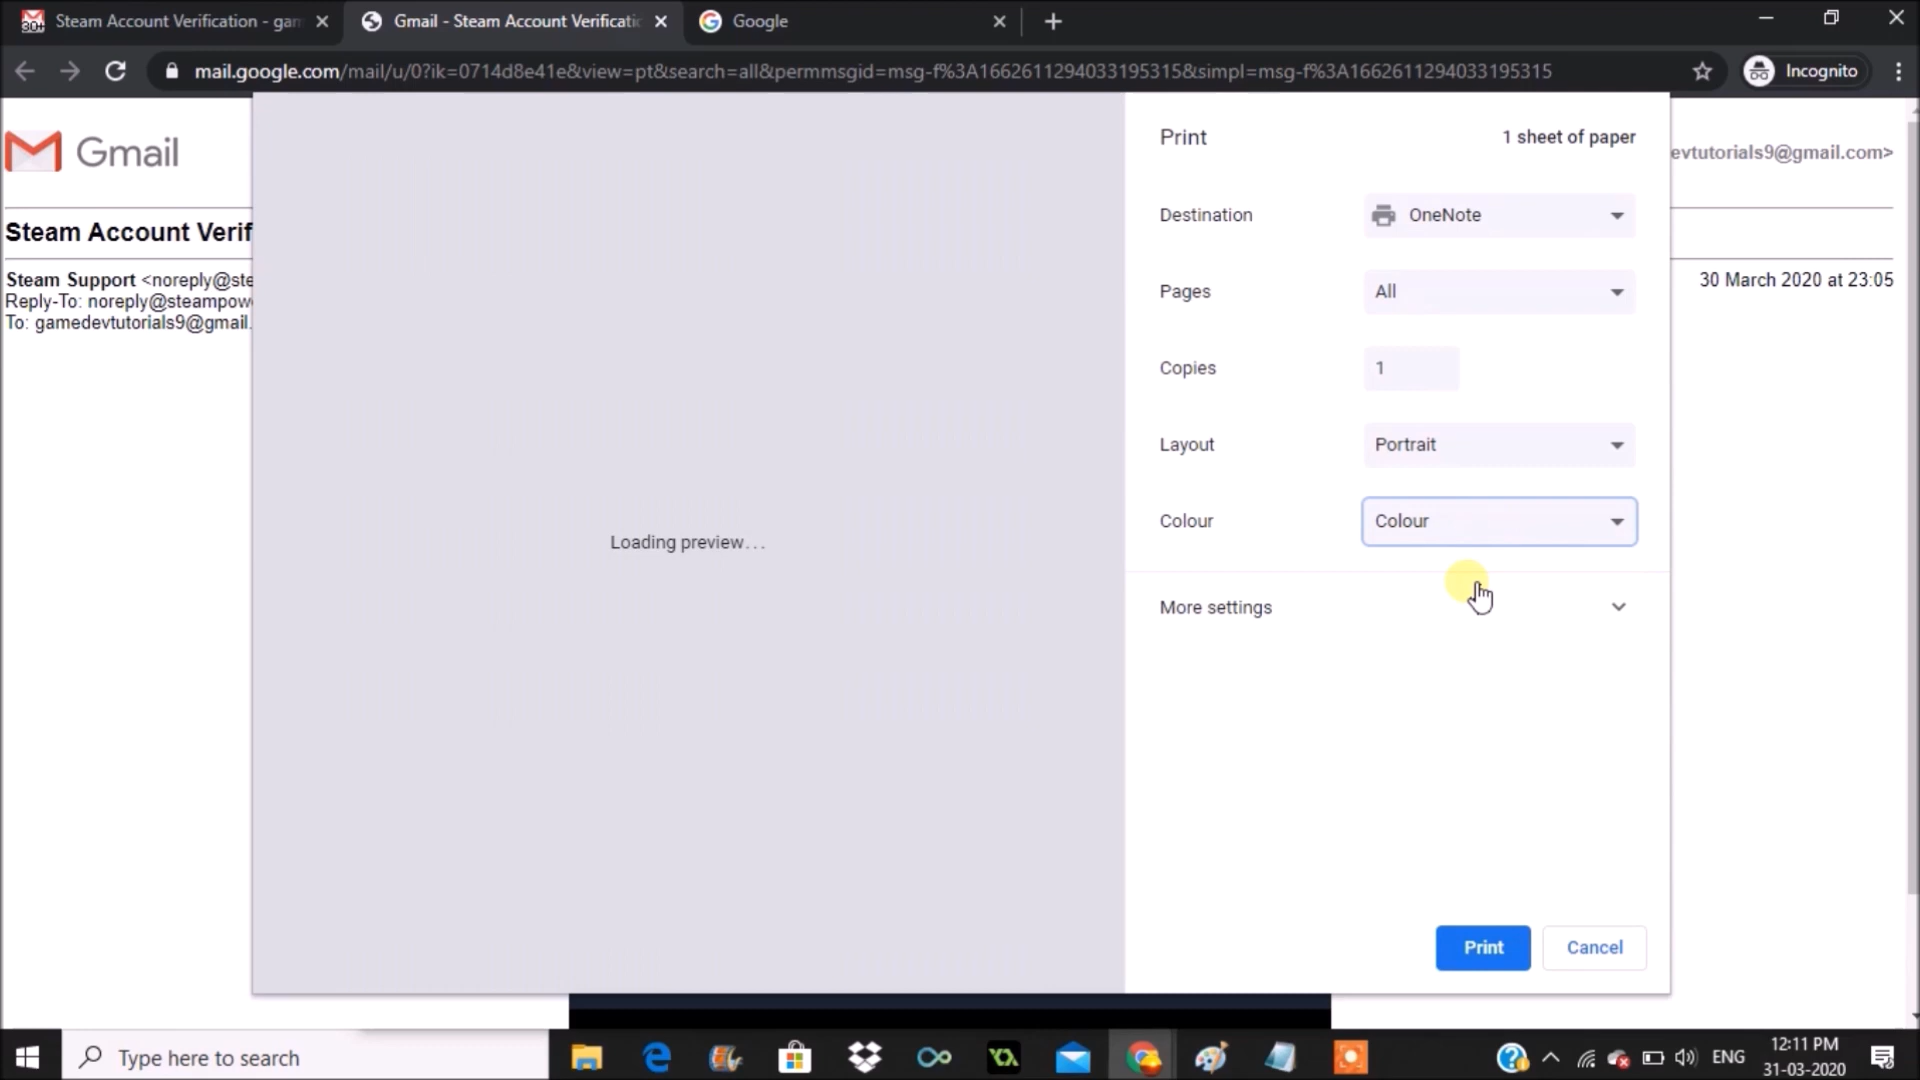 Steam Account Verification - gam
Gmail - Steam Account Verificatio
Google
mail.google.com/mail/u/0?ik=0714d8e41e&view=pt&search=all&permmsgid=msg-f%3A1662611294033195315&simpl=msg-f%3A1662611294033195315
Incognito
Gmail
evtutorials9@gmail.com>
Steam Account Verif
Steam Support <noreply@ste
30 March 2020 at 23:05
Reply-To: noreply@steampow
To: gamedevtutorials9@gmail.
Loading preview...
Print
1 sheet of paper
Destination
OneNote
Pages
All
Copies
1
Layout
Portrait
Colour
Colour
More settings
Print
Cancel
Type here to search
ENG
12:11 PM
31-03-2020